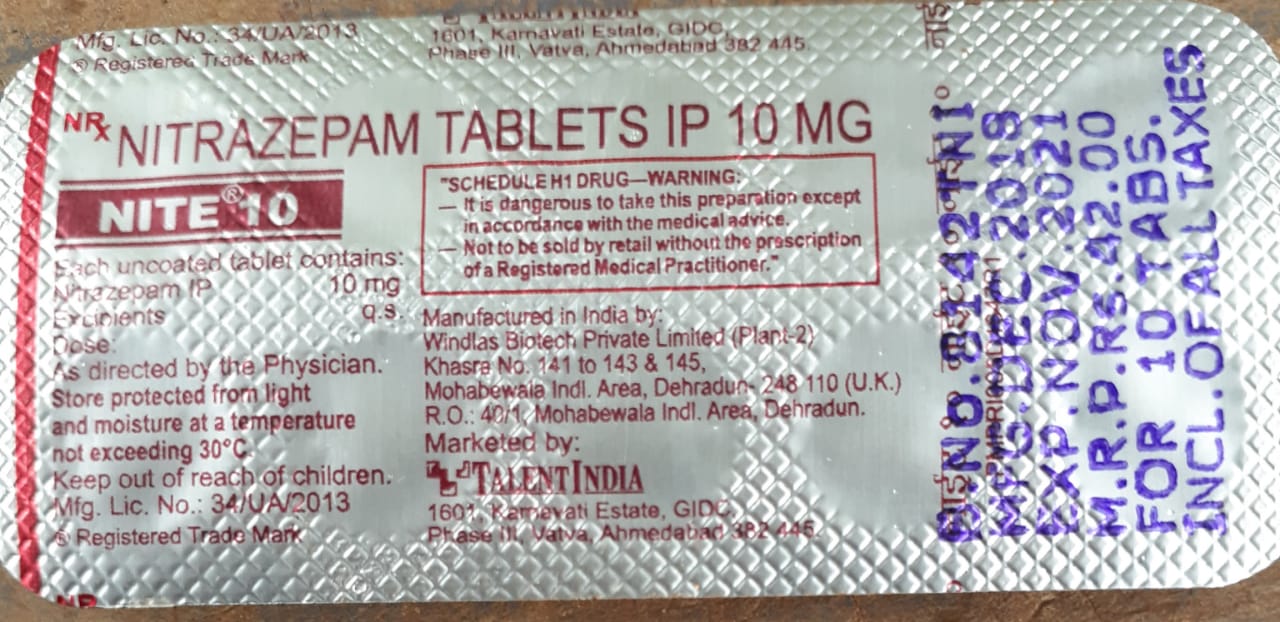 Mfg. Lic. No.: 34/UA/2013
® Registered Trade Mark
TALENTINDIA
1601, Karnavati Estate, GIDC,
Phase III, Vatva, Ahmedabad 382 445.
NRx NITRAZEPAM TABLETS IP 10 MG
NITE® 10
"SCHEDULE H1 DRUG—WARNING:
— It is dangerous to take this preparation except
in accordance with the medical advice.
— Not to be sold by retail without the prescription
of a Registered Medical Practitioner."
Each uncoated tablet contains:
Nitrazepam IP 10 mg
Excipients q.s.
Dose:
As directed by the Physician.
Store protected from light
and moisture at a temperature
not exceeding 30°C.
Keep out of reach of children.
Mfg. Lic. No.: 34/UA/2013
® Registered Trade Mark
Manufactured in India by:
Windlas Biotech Private Limited (Plant-2)
Khasra No. 141 to 143 & 145,
Mohabewala Indl. Area, Dehradun- 248 110 (U.K.)
R.O.: 40/1, Mohabewala Indl. Area, Dehradun.
Marketed by:
TALENTINDIA
1601, Karnavati Estate, GIDC,
Phase III, Vatva, Ahmedabad 382 445.
B.NO.8142TNI
MFG.DEC.2018
EXP.NOV.2021
M.R.P.RS.42.00
FOR 10 TABS.
INCL.OF ALL TAXES
NR